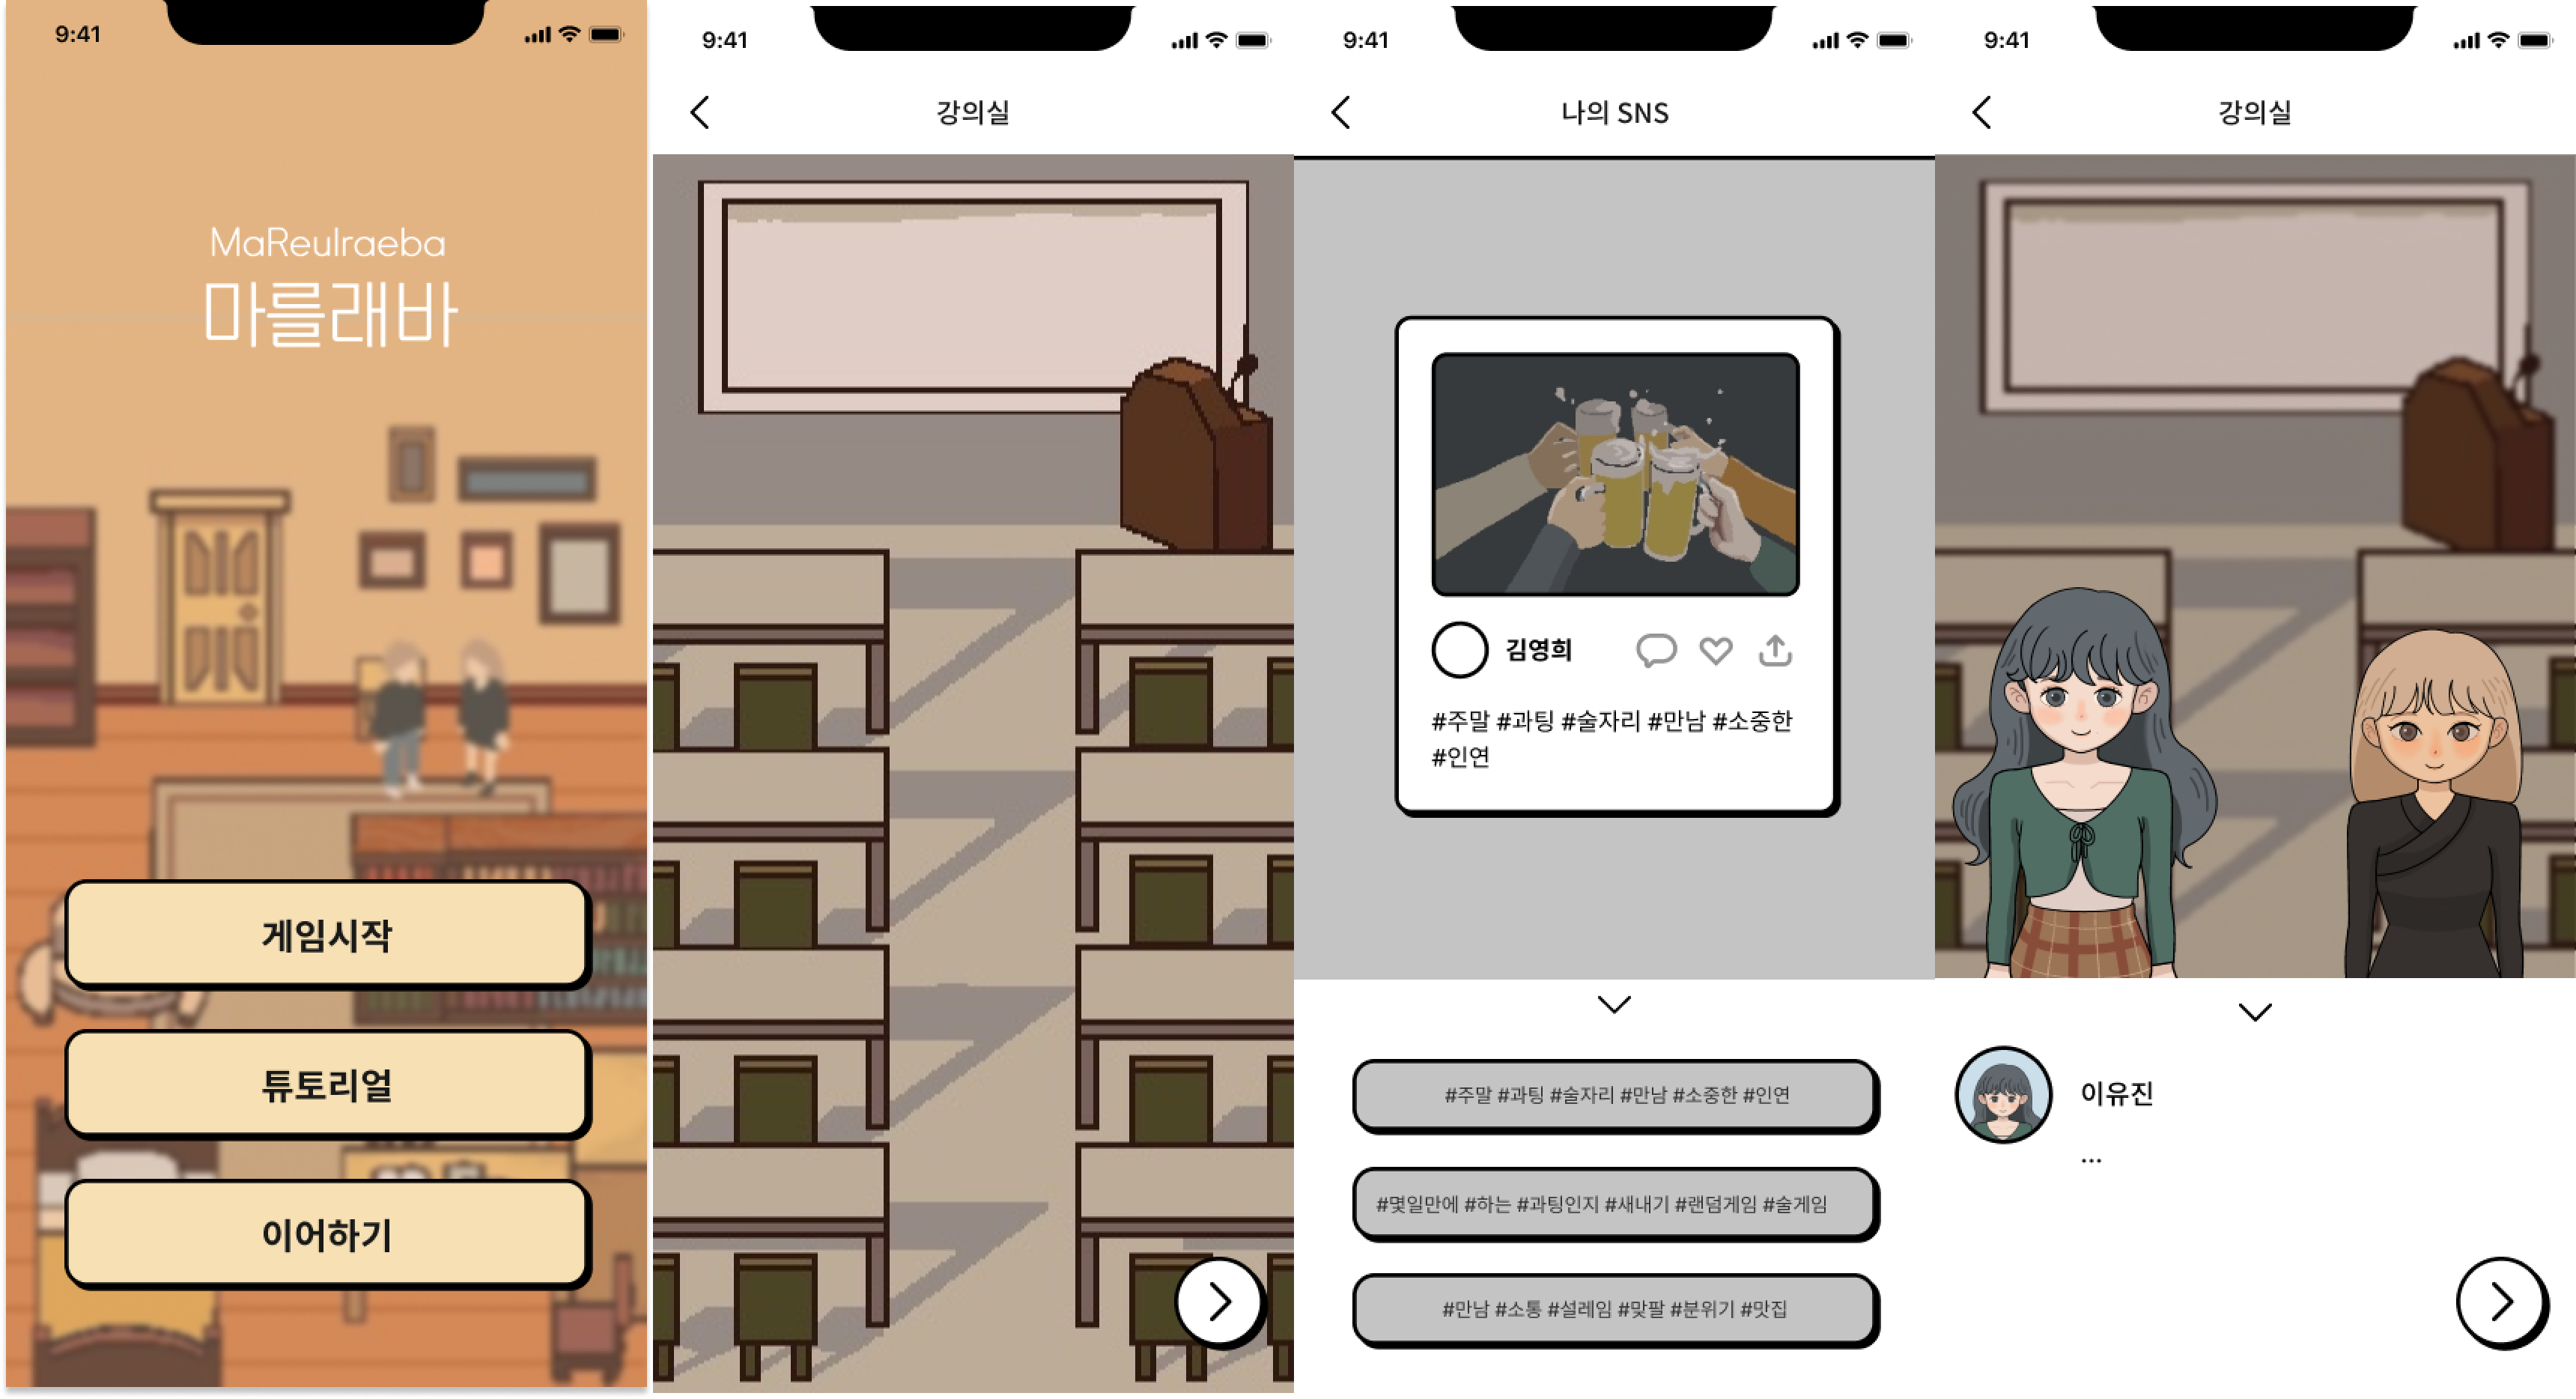 9:41
MaReulraeba
마를래바
게임시작
튜토리얼
이어하기
9:41
강의실
9:41
나의 SNS
김영희
#주말 #과팅 #술자리 #만남 #소중한
#인연
#주말 #과팅 #술자리 #만남 #소중한 #인연
#몇일만에 #하는 #과팅인지 #새내기 #랜덤게임 #술게임
#만남 #소통 #설레임 #맞팔 #분위기 #맛집
9:41
강의실
이유진
...